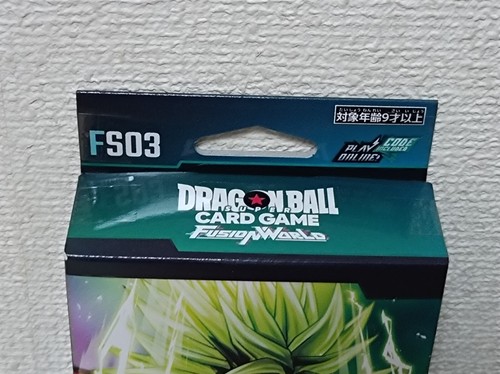 対象年齢9才以上
FS03
PLAY ONLINE!
CODE INCLUDED
DRAGON BALL
SUPER
CARD GAME
FUSION WORLD